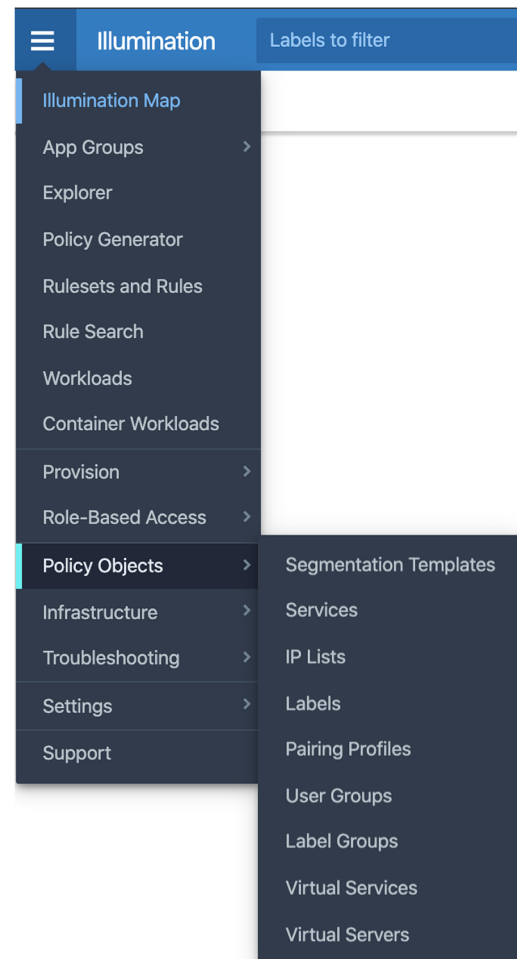 Illumination
Labels to filter
Illumination Map
App Groups
Explorer
Policy Generator
Rulesets and Rules
Rule Search
Workloads
Container Workloads
Provision
Role-Based Access
Policy Objects
Infrastructure
Troubleshooting
Settings
Support
Segmentation Templates
Services
IP Lists
Labels
Pairing Profiles
User Groups
Label Groups
Virtual Services
Virtual Servers